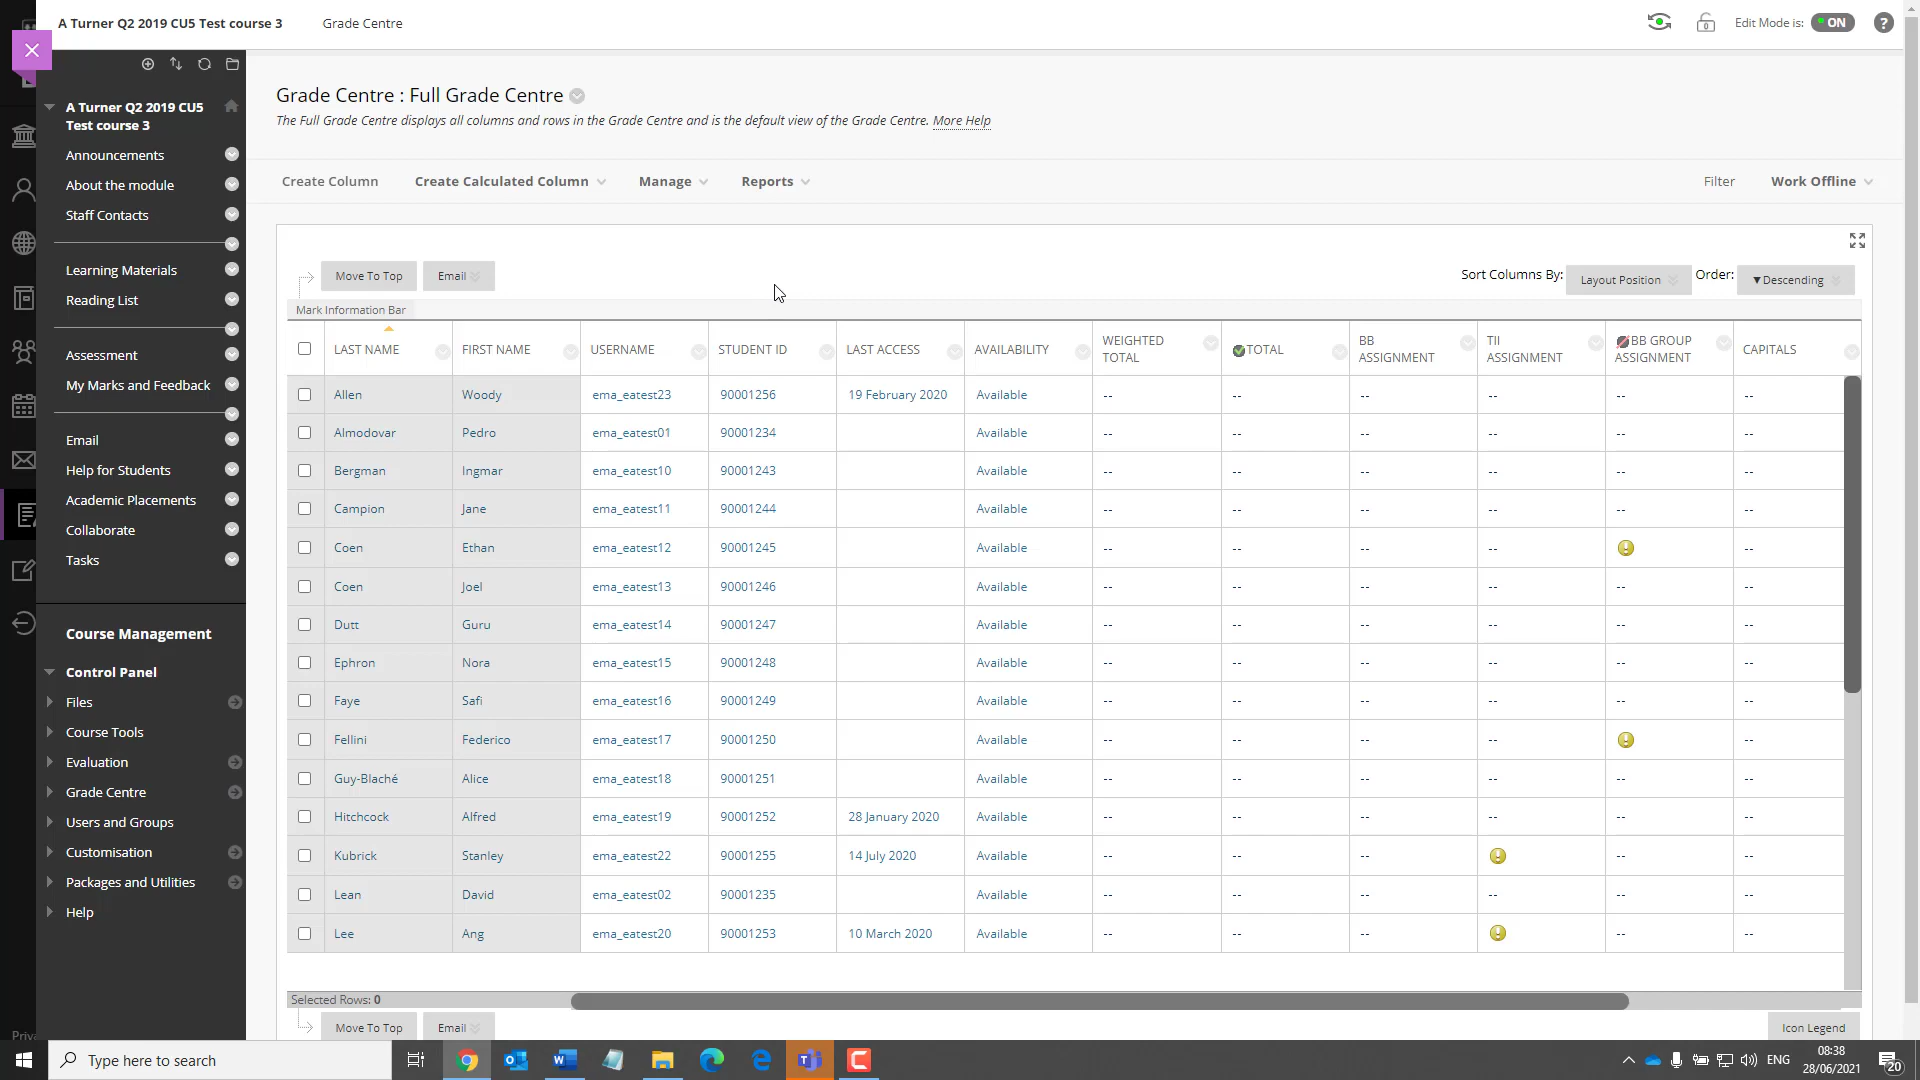 A Turner Q2 2019 CU5 Test course 3 Grade Centre Edit Mode is: ON ?
A Turner Q2 2019 CU5
Test course 3
Announcements
About the module
Staff Contacts
Learning Materials
Reading List
Assessment
My Marks and Feedback
Email
Help for Students
Academic Placements
Collaborate
Tasks
Course Management
Control Panel
Files
Course Tools
Evaluation
Grade Centre
Users and Groups
Customisation
Packages and Utilities
Help
Grade Centre : Full Grade Centre
The Full Grade Centre displays all columns and rows in the Grade Centre and is the default view of the Grade Centre. More Help
Create Column Create Calculated Column Manage Reports Filter Work Offline
Move To Top Email Sort Columns By: Layout Position Order: ▼Descending
Mark Information Bar
LAST NAME FIRST NAME USERNAME STUDENT ID LAST ACCESS AVAILABILITY WEIGHTED TOTAL TOTAL BB ASSIGNMENT TII ASSIGNMENT BB GROUP ASSIGNMENT CAPITALS
Allen Woody ema_eatest23 90001256 19 February 2020 Available -- -- -- -- -- --
Almodovar Pedro ema_eatest01 90001234 Available -- -- -- -- -- --
Bergman Ingmar ema_eatest10 90001243 Available -- -- -- -- -- --
Campion Jane ema_eatest11 90001244 Available -- -- -- -- -- --
Coen Ethan ema_eatest12 90001245 Available -- -- -- -- --
Coen Joel ema_eatest13 90001246 Available -- -- -- -- -- --
Dutt Guru ema_eatest14 90001247 Available -- -- -- -- -- --
Ephron Nora ema_eatest15 90001248 Available -- -- -- -- -- --
Faye Safi ema_eatest16 90001249 Available -- -- -- -- -- --
Fellini Federico ema_eatest17 90001250 Available -- -- -- -- --
Guy-Blaché Alice ema_eatest18 90001251 Available -- -- -- -- -- --
Hitchcock Alfred ema_eatest19 90001252 28 January 2020 Available -- -- -- -- -- --
Kubrick Stanley ema_eatest22 90001255 14 July 2020 Available -- -- -- -- --
Lean David ema_eatest02 90001235 Available -- -- -- -- -- --
Lee Ang ema_eatest20 90001253 10 March 2020 Available -- -- -- -- --
Selected Rows: 0
Move To Top Email Icon Legend
Priva
Type here to search ENG 08:38
28/06/2021 20